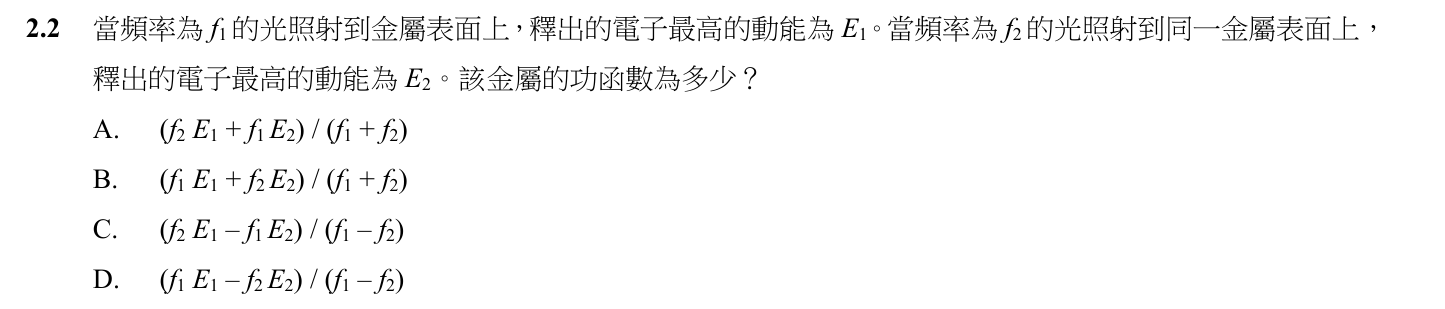 2.2 當頻率為 f1 的光照射到金屬表面上，釋出的電子最高的動能為 E1。當頻率為 f2 的光照射到同一金屬表面上，
釋出的電子最高的動能為 E2。該金屬的功函數為多少？
A. (f2 E1 + f1 E2) / (f1 + f2)
B. (f1 E1 + f2 E2) / (f1 + f2)
C. (f2 E1 – f1 E2) / (f1 – f2)
D. (f1 E1 – f2 E2) / (f1 – f2)